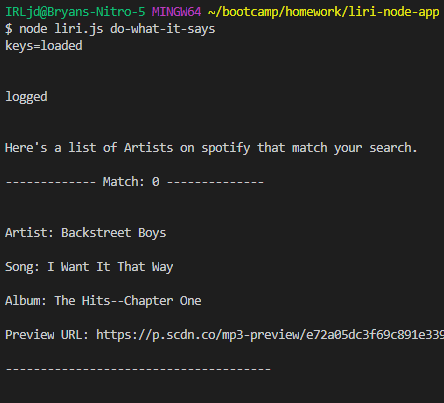 IRLjd@Bryans-Nitro-5 MINGW64 ~/bootcamp/homework/liri-node-app
$ node liri.js do-what-it-says
keys=loaded
logged
Here's a list of Artists on spotify that match your search.
------------- Match: 0 --------------
Artist: Backstreet Boys
Song: I Want It That Way
Album: The Hits--Chapter One
Preview URL: https://p.scdn.co/mp3-preview/e72a05dc3f69c891e339
--------------------------------------